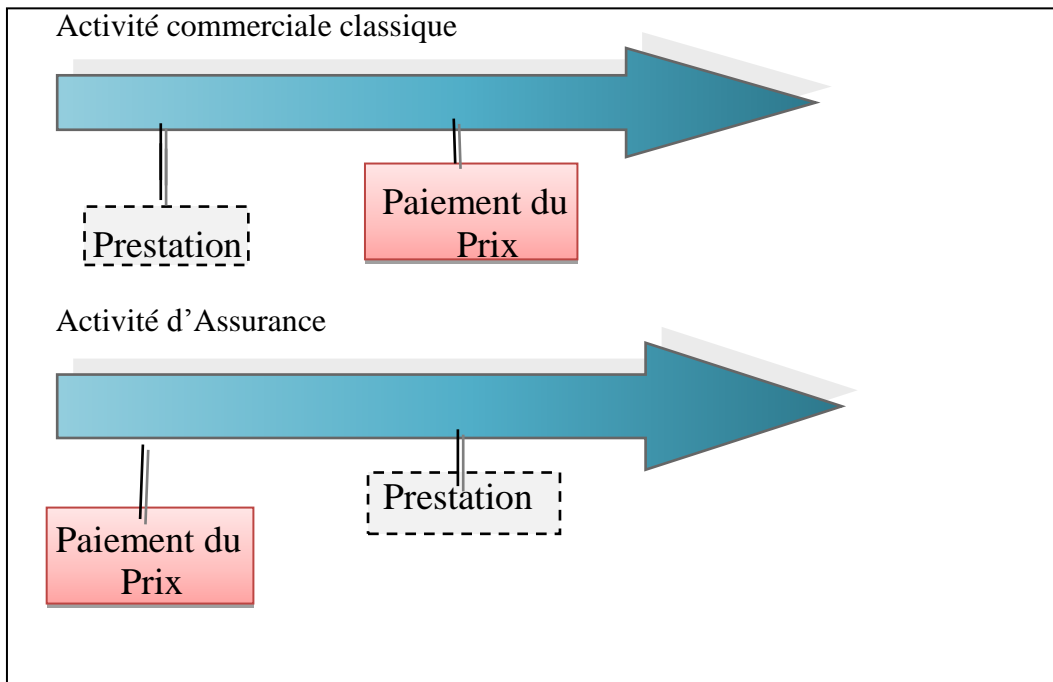 Activité commerciale classique
Prestation
Paiement du
Prix
Activité d’Assurance
Paiement du
Prix
Prestation